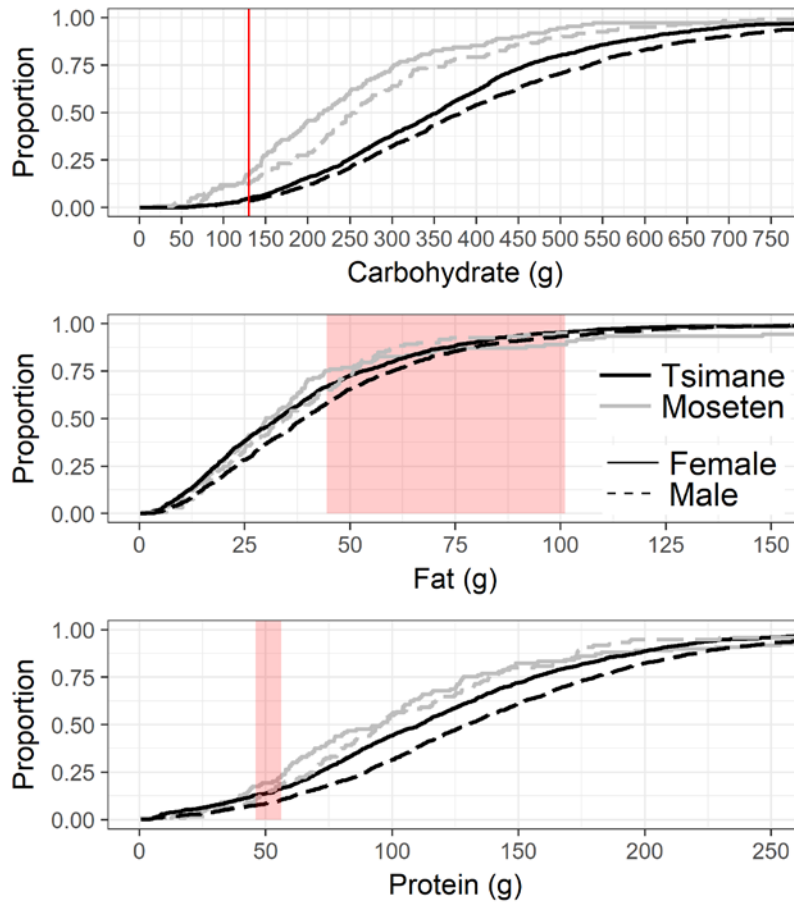 1.00
0.75
0.50
0.25
0.00
Proportion
0 50 100 150 200 250 300 350 400 450 500 550 600 650 700 750
Carbohydrate (g)
1.00
0.75
0.50
0.25
0.00
Proportion
Tsimane
Moseten
Female
Male
0 25 50 75 100 125 150
Fat (g)
1.00
0.75
0.50
0.25
0.00
Proportion
0 50 100 150 200 250
Protein (g)